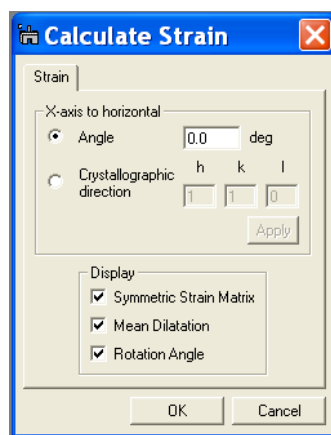 Calculate Strain
Strain
X-axis to horizontal
Angle 0.0 deg
Crystallographic direction h k l
1 1 0
Apply
Display
Symmetric Strain Matrix
Mean Dilatation
Rotation Angle
OK Cancel